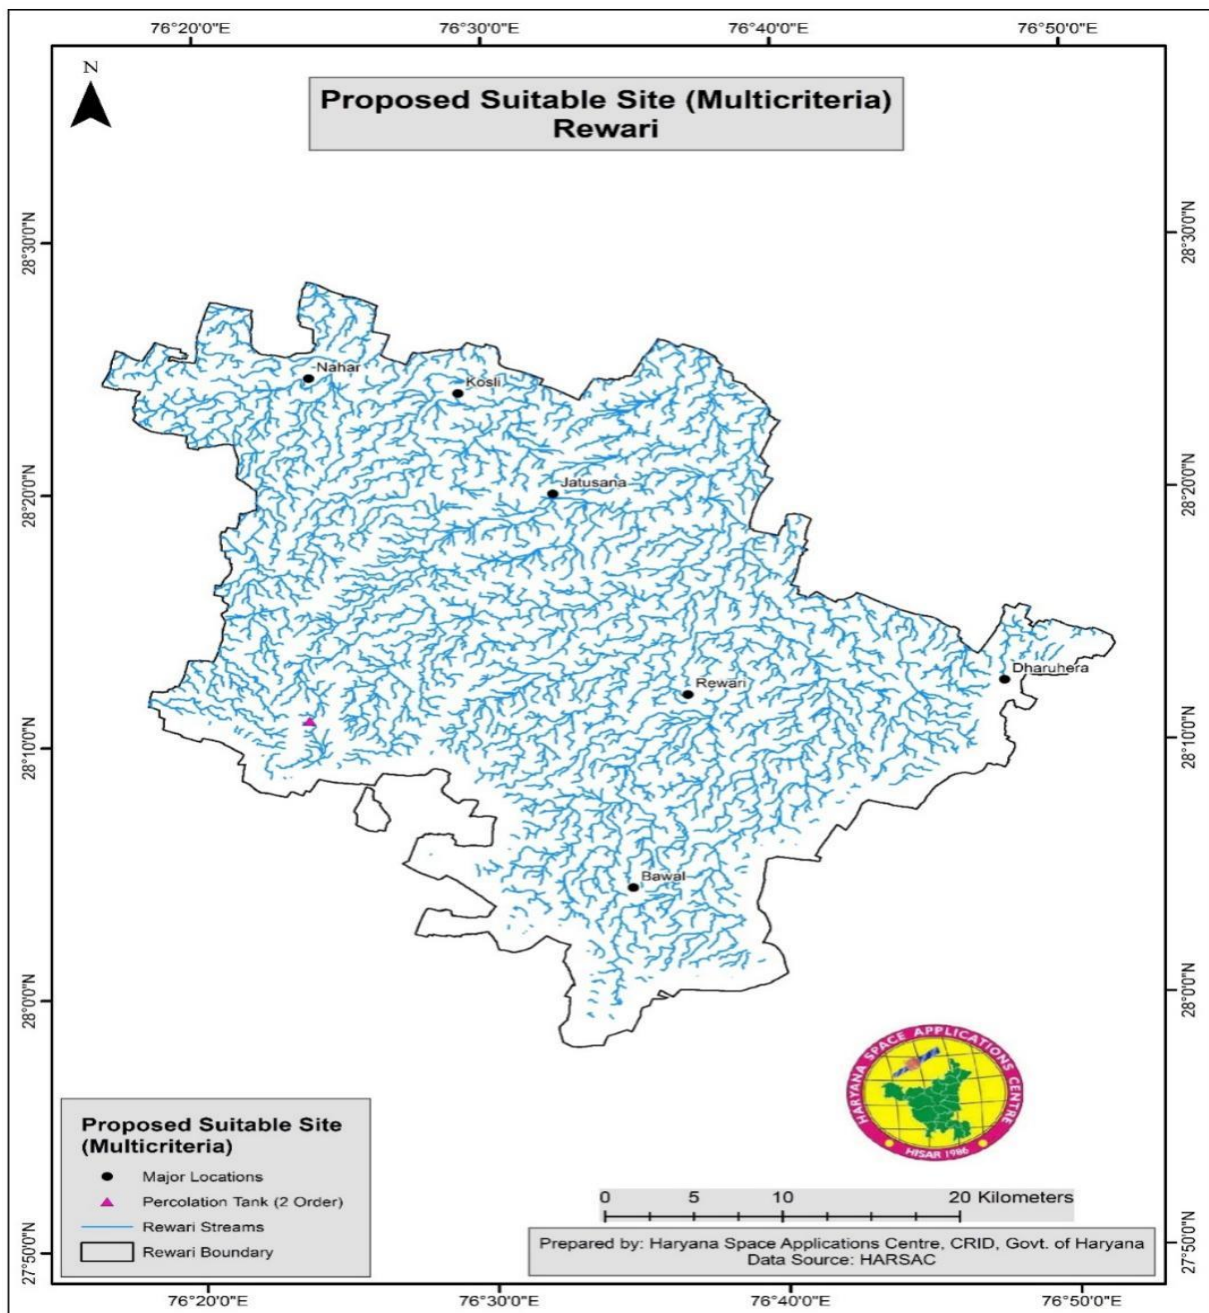 76°20'0"E 76°30'0"E 76°40'0"E 76°50'0"E
N
Proposed Suitable Site (Multicriteria)
Rewari
28°30'0"N
28°30'0"N
Nahar
Kosli
28°20'0"N
Jatusana
28°20'0"N
Dharuhera
Rewari
28°10'0"N
28°10'0"N
Bawal
28°0'0"N
28°0'0"N
HARYANA SPACE APPLICATIONS CENTRE
HISAR 1986
Proposed Suitable Site
(Multicriteria)
Major Locations
Percolation Tank (2 Order)
Rewari Streams
Rewari Boundary
0 5 10 20 Kilometers
Prepared by: Haryana Space Applications Centre, CRID, Govt. of Haryana
Data Source: HARSAC
27°50'0"N
27°50'0"N
76°20'0"E 76°30'0"E 76°40'0"E 76°50'0"E